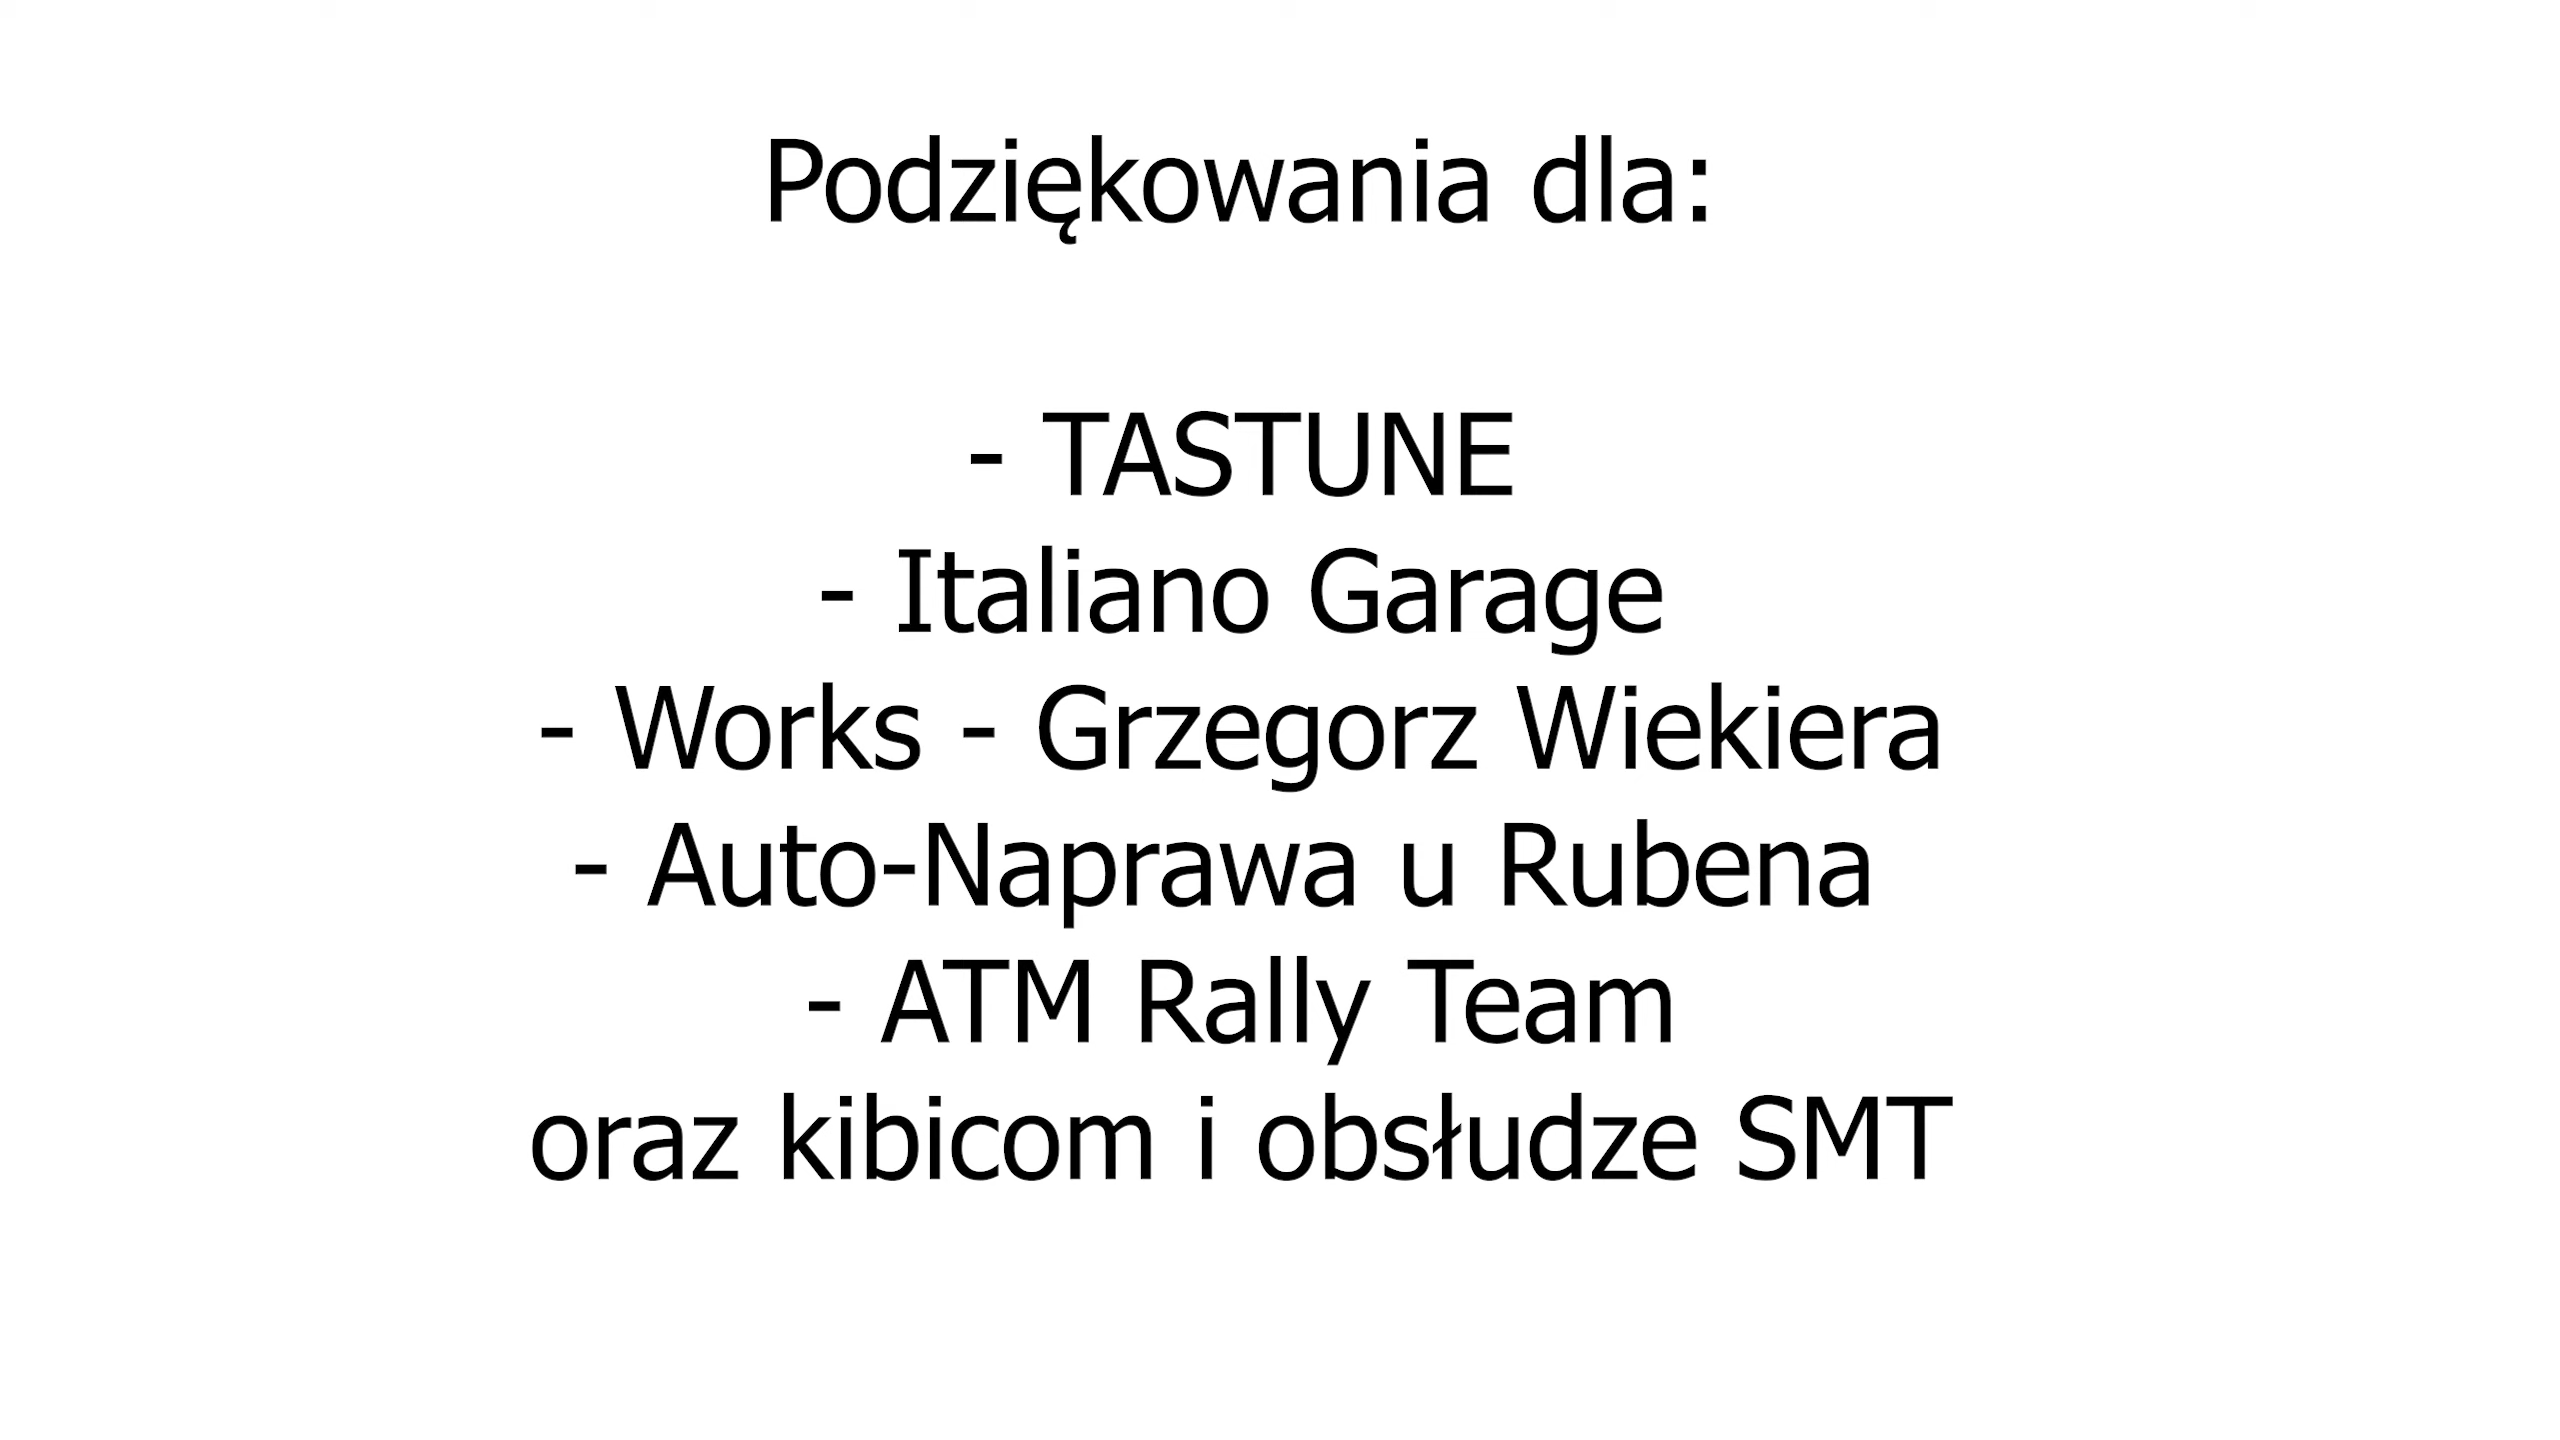 Podziękowania dla:
- TASTUNE
- Italiano Garage
- Works - Grzegorz Wiekiera
- Auto-Naprawa u Rubena
- ATM Rally Team
oraz kibicom i obsłudze SMT